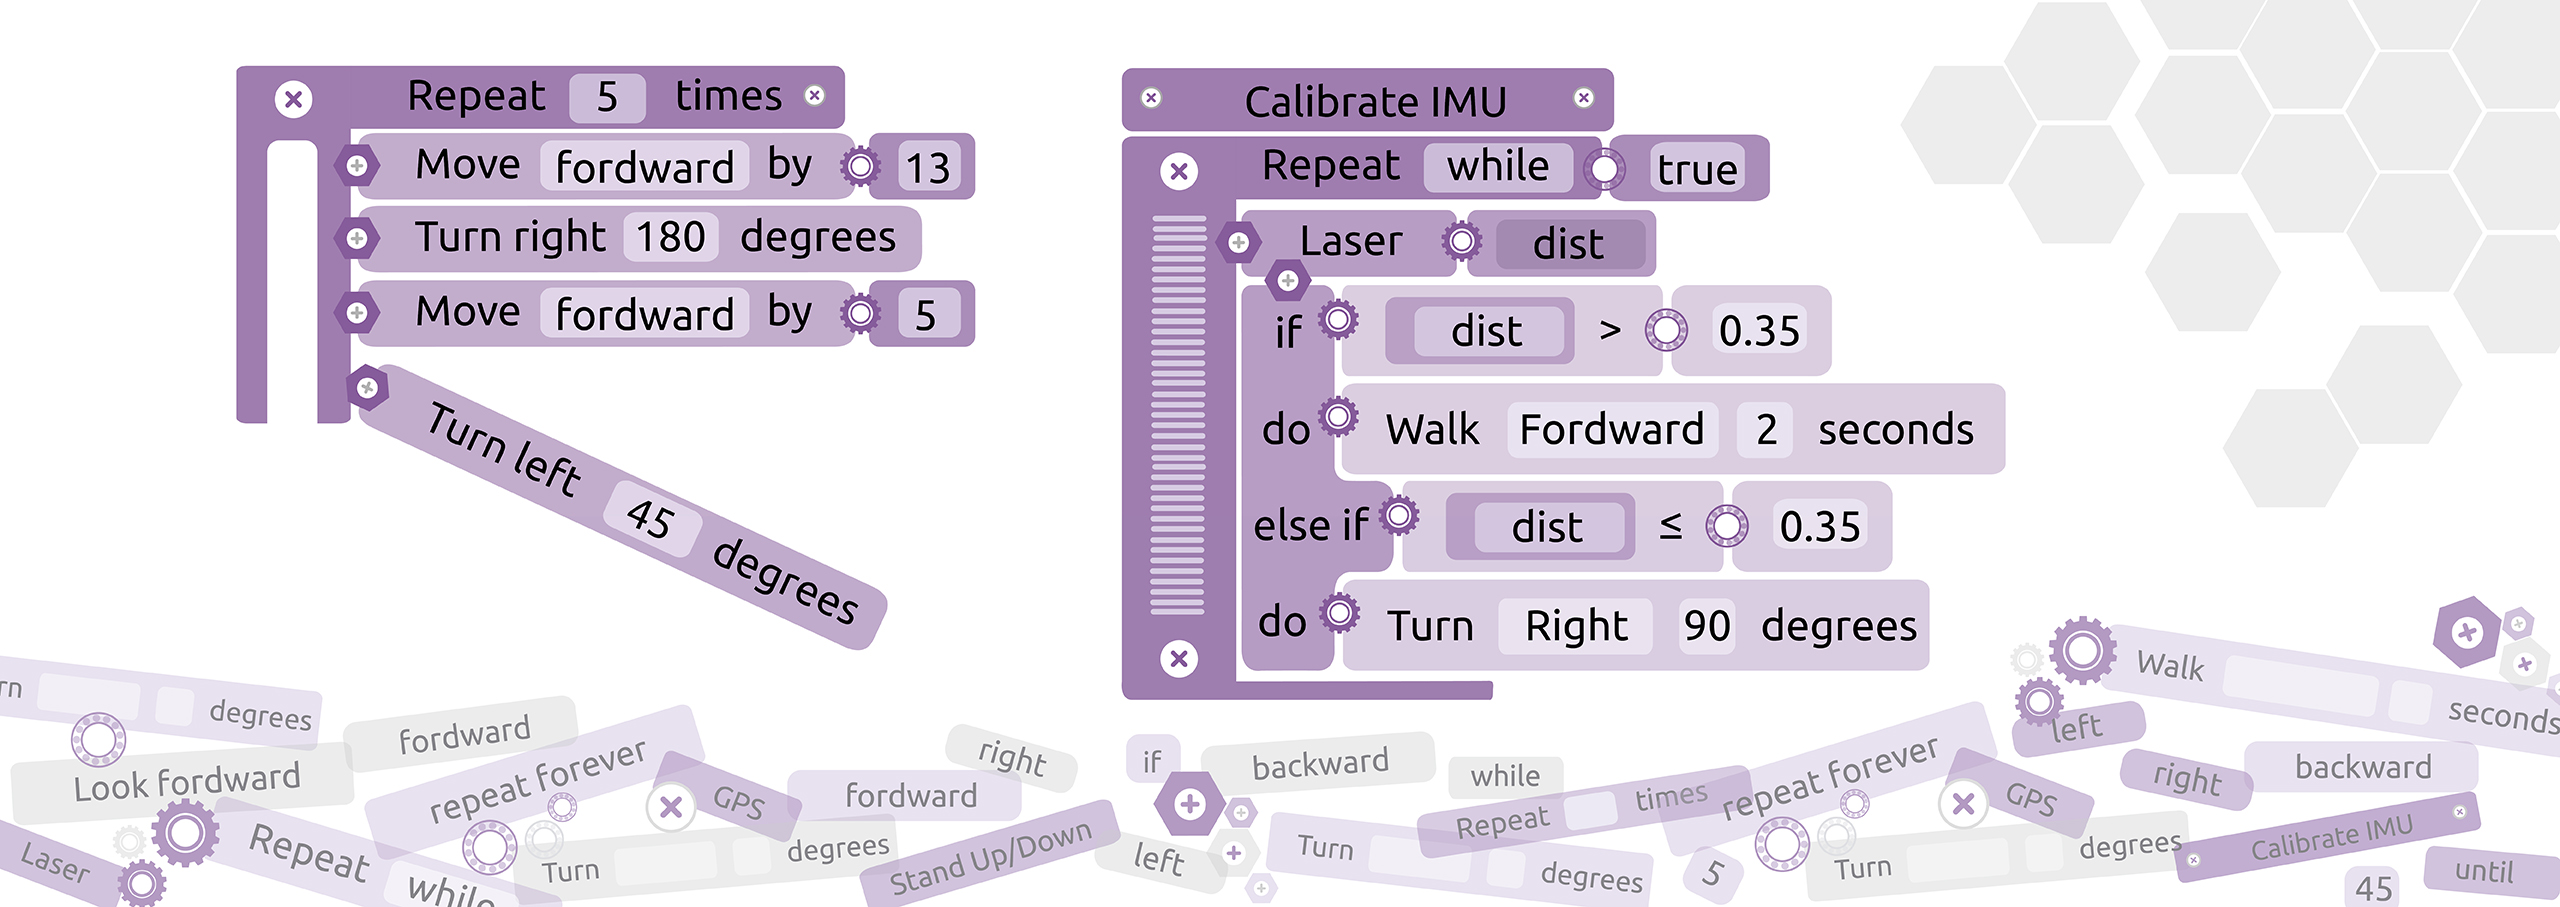 Repeat 5 times
Move fordward by 13
Turn right 180 degrees
Move fordward by 5
Turn left 45 degrees
Calibrate IMU
Repeat while true
Laser dist
if dist > 0.35
do Walk Fordward 2 seconds
else if dist ≤ 0.35
do Turn Right 90 degrees
rn degrees
fordward
Look fordward
repeat forever
Laser
Repeat while
GPS
fordward
right
Turn degrees
Stand Up/Down
left
if
backward
while
Repeat times
Turn degrees
5
repeat forever
GPS
Turn degrees
left
right
Walk seconds
backward
Calibrate IMU
45
until